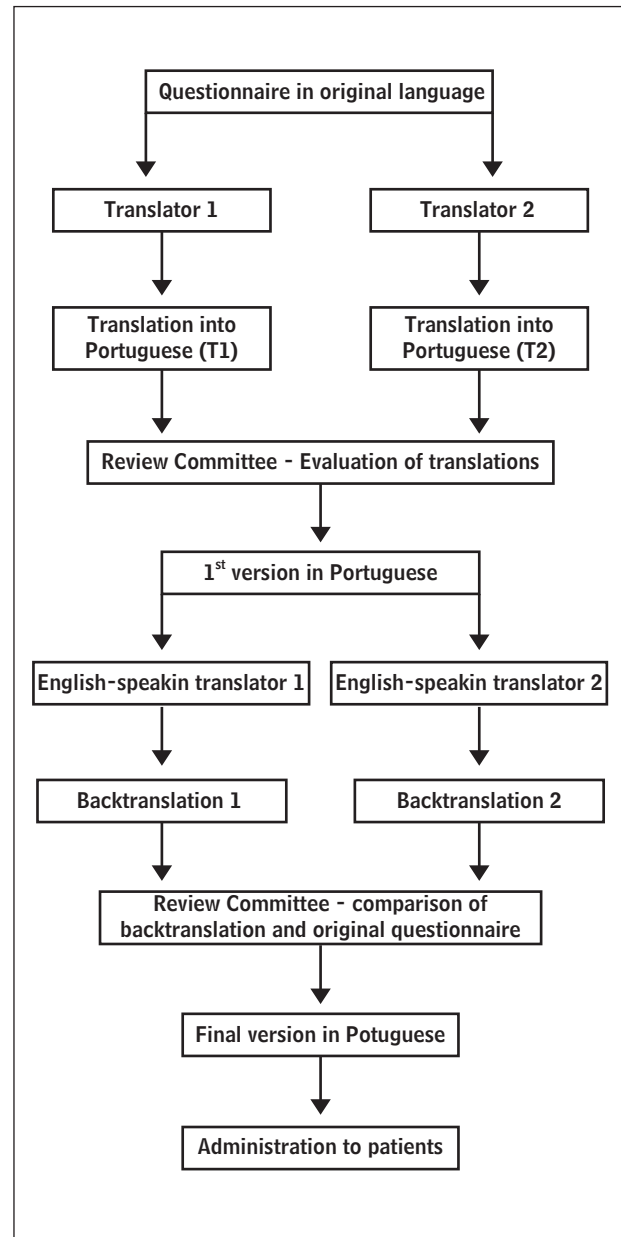 Questionnaire in original language
Translator 1
Translator 2
Translation into
Portuguese (T1)
Translation into
Portuguese (T2)
Review Committee - Evaluation of translations
1st version in Portuguese
English-speakin translator 1
English-speakin translator 2
Backtranslation 1
Backtranslation 2
Review Committee - comparison of
backtranslation and original questionnaire
Final version in Potuguese
Administration to patients